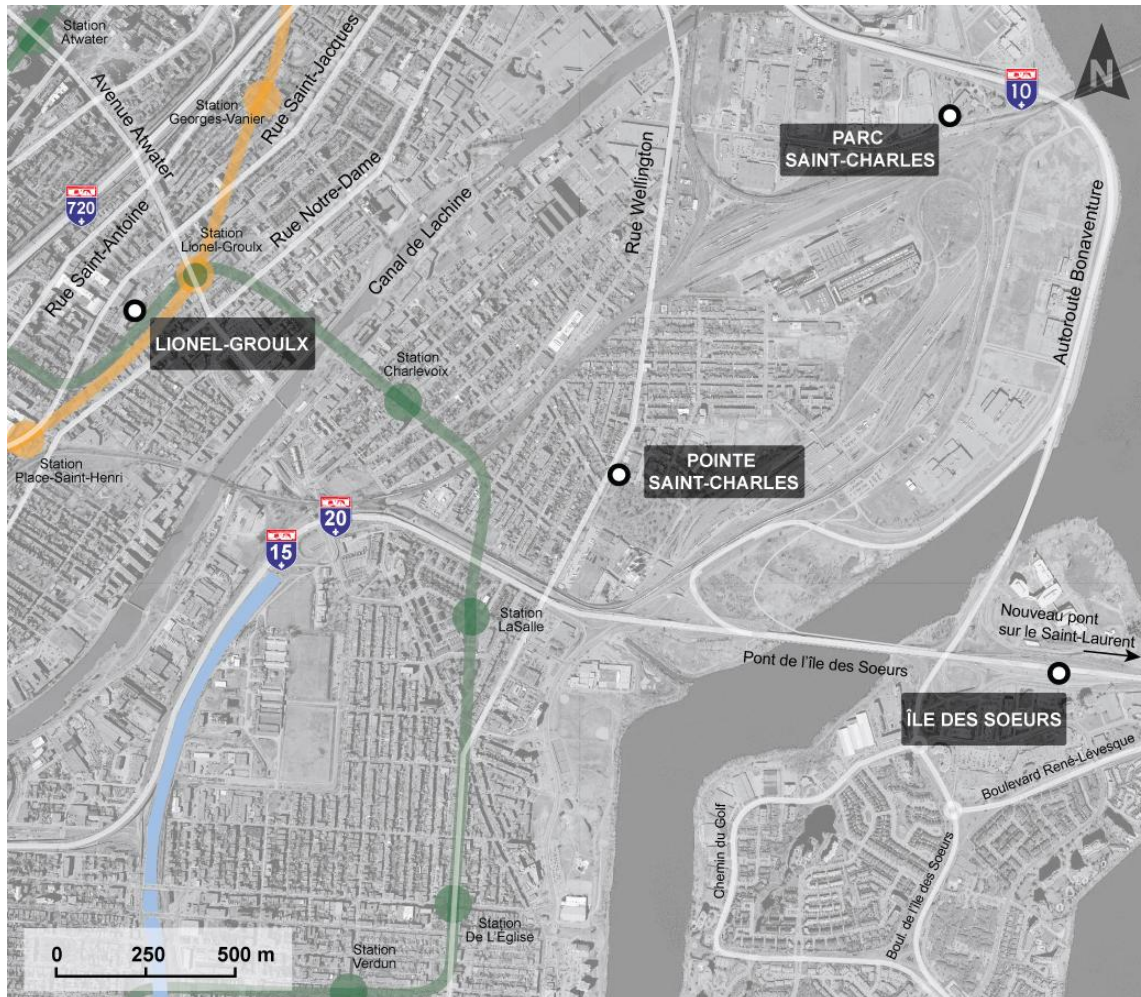 Station
Atwater
Avenue Atwater
Station
Georges-Vanier
Rue Saint-Jacques
10
N
PARC
SAINT-CHARLES
720
Rue Saint-Antoine
Station
Lionel-Groulx
Rue Notre-Dame
Canal de Lachine
Rue Wellington
Autoroute Bonaventure
LIONEL-GROULX
Station
Charlevoix
Station
Place-Saint-Henri
POINTE
SAINT-CHARLES
20
15
Station
LaSalle
Nouveau pont
sur le Saint-Laurent
Pont de l'île des Soeurs
ÎLE DES SOEURS
Boulevard René-Lévesque
Chemin du Golf
Boul. de l'île des Soeurs
Station
De L'Église
Station
Verdun
0 250 500 m